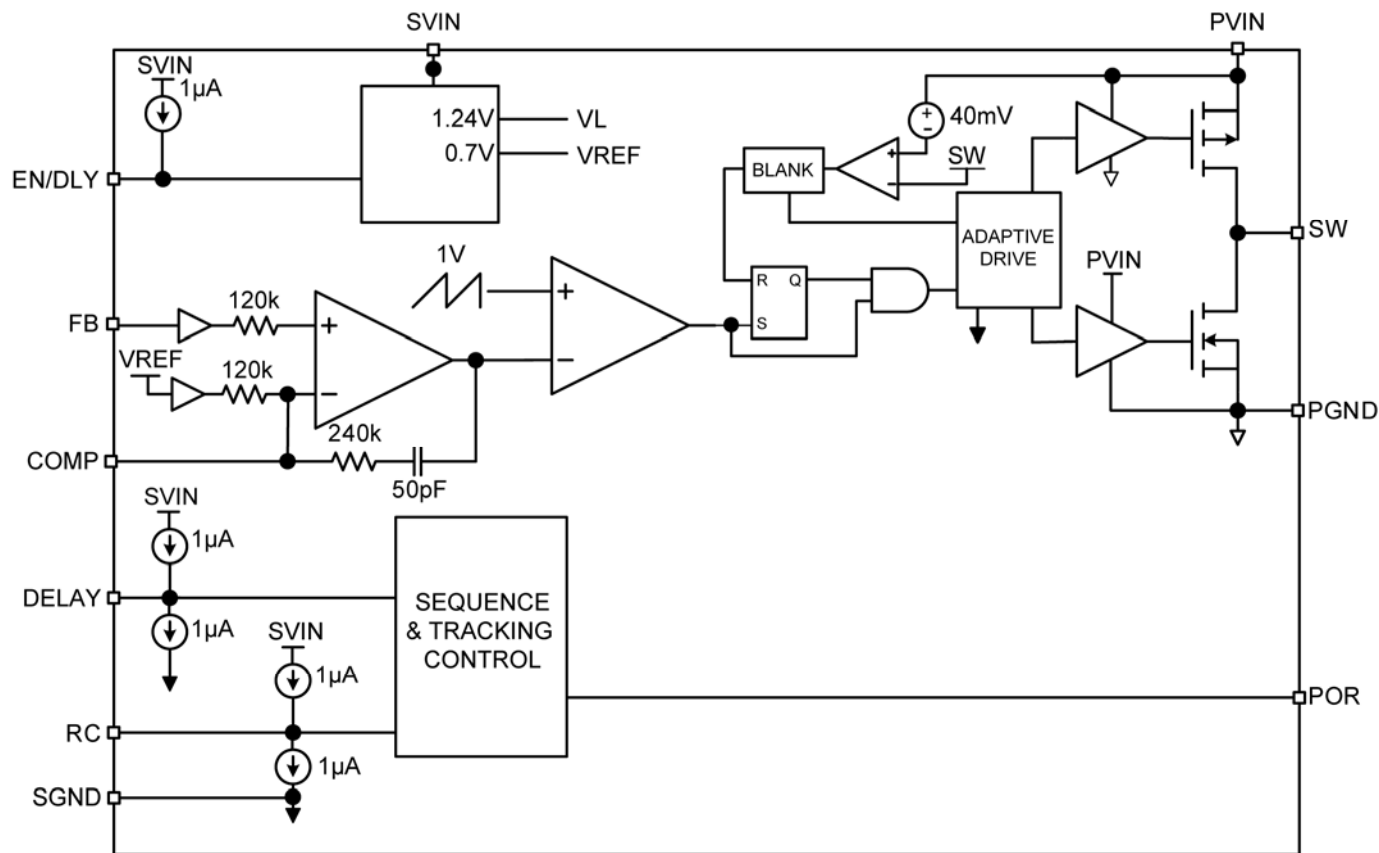 SVIN
PVIN
SVIN
1µA
1.24V
VL
0.7V
VREF
40mV
SW
BLANK
EN/DLY
ADAPTIVE
DRIVE
SW
1V
PVIN
R
Q
S
FB
120k
+
+
VREF
120k
−
−
240k
PGND
COMP
50pF
SVIN
1µA
DELAY
1µA
SVIN
SEQUENCE
& TRACKING
CONTROL
1µA
POR
RC
1µA
SGND